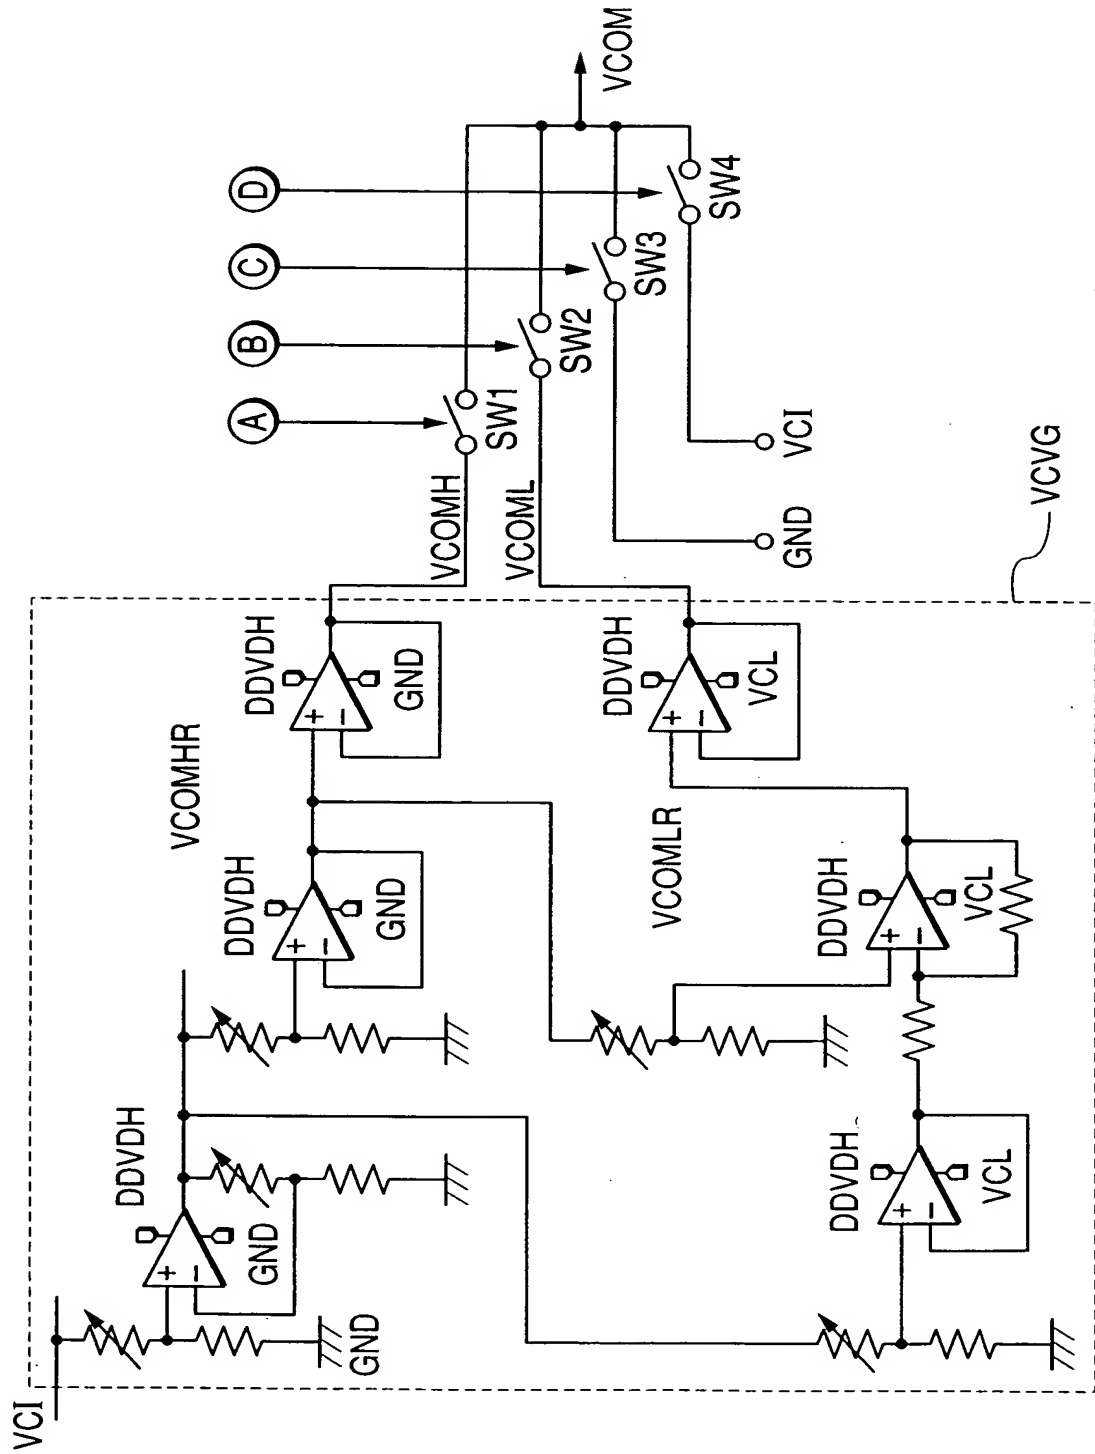 A
B
C
D
VCOMH
SW1
VCOML
SW2
SW3
SW4
VCOM
GND
VCI
VCVG
VCI
GND
DDVDH
+
−
GND
DDVDH
+
−
GND
VCOMHR
DDVDH
+
−
GND
DDVDH
+
−
VCL
VCOMLR
DDVDH
+
−
VCL
DDVDH
+
−
VCL